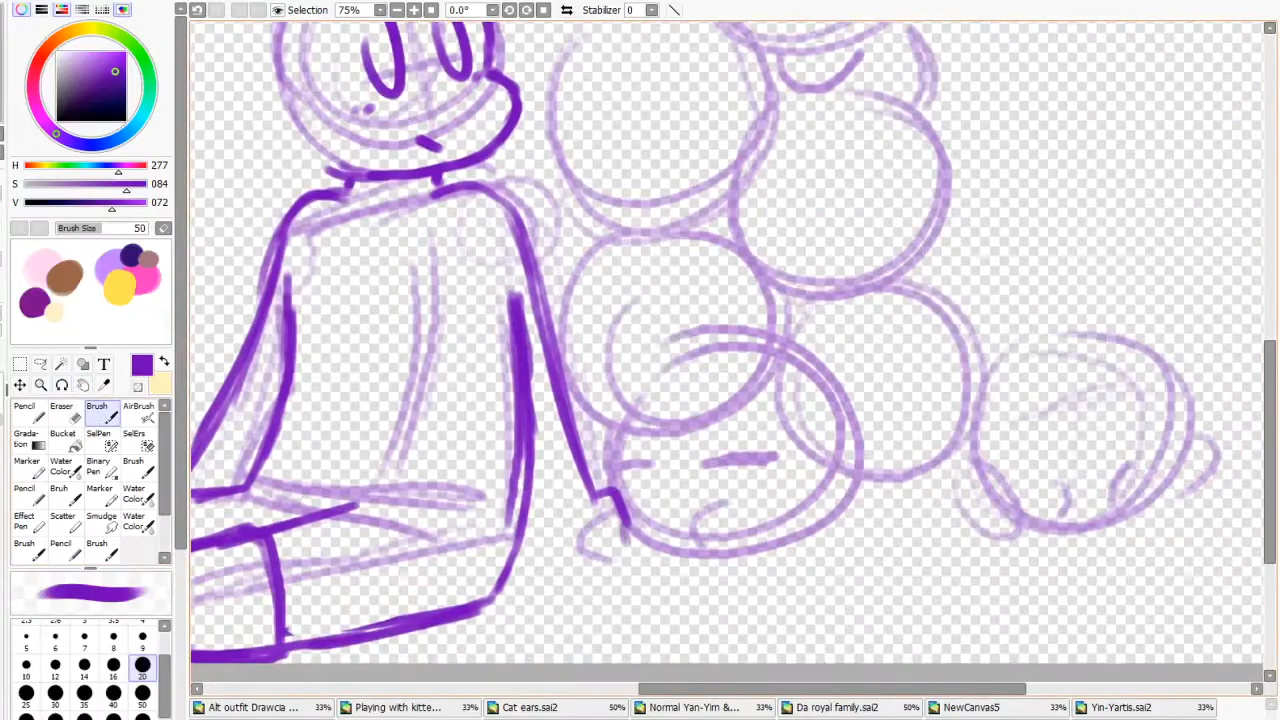 Selection 75% 0.0° Stabilizer 0
H 277
S 084
V 072
Brush Size 50
T
Pencil Eraser Brush AirBrush
Grada-tion Bucket SelPen SelErs
Marker Water Color Binary Pen Brush
Pencil Bruh Marker Water Color
Effect Pen Scatter Smudge Water Color
Brush Pencil Brush
5 6 7 8 9
10 12 14 16 20
25 30 35 40 50
Alt outfit Drawcia ... 33% Playing with kitte... 33% Cat ears.sai2 50% Normal Yan-Yim &... 33% Da royal family.sai2 50% NewCanvas5 33% Yin-Yartis.sai2 33%